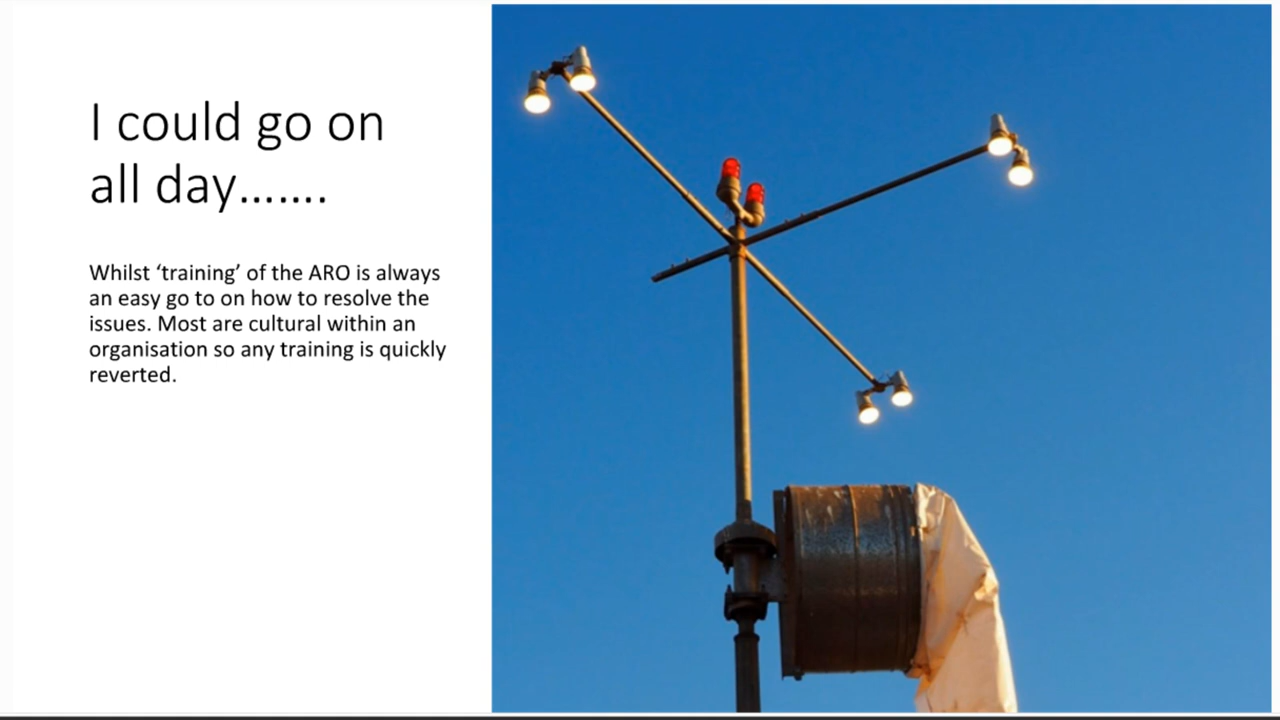 I could go on
all day…….
Whilst ‘training’ of the ARO is always
an easy go to on how to resolve the
issues. Most are cultural within an
organisation so any training is quickly
reverted.